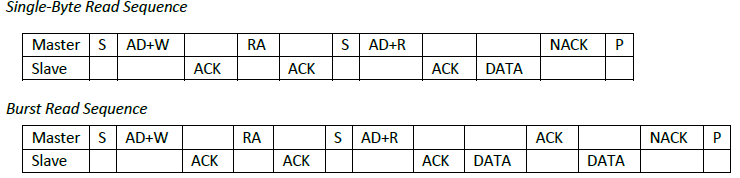 Single-Byte Read Sequence
Master S AD+W RA S AD+R NACK P
Slave ACK ACK ACK DATA
Burst Read Sequence
Master S AD+W RA S AD+R ACK NACK P
Slave ACK ACK ACK DATA DATA